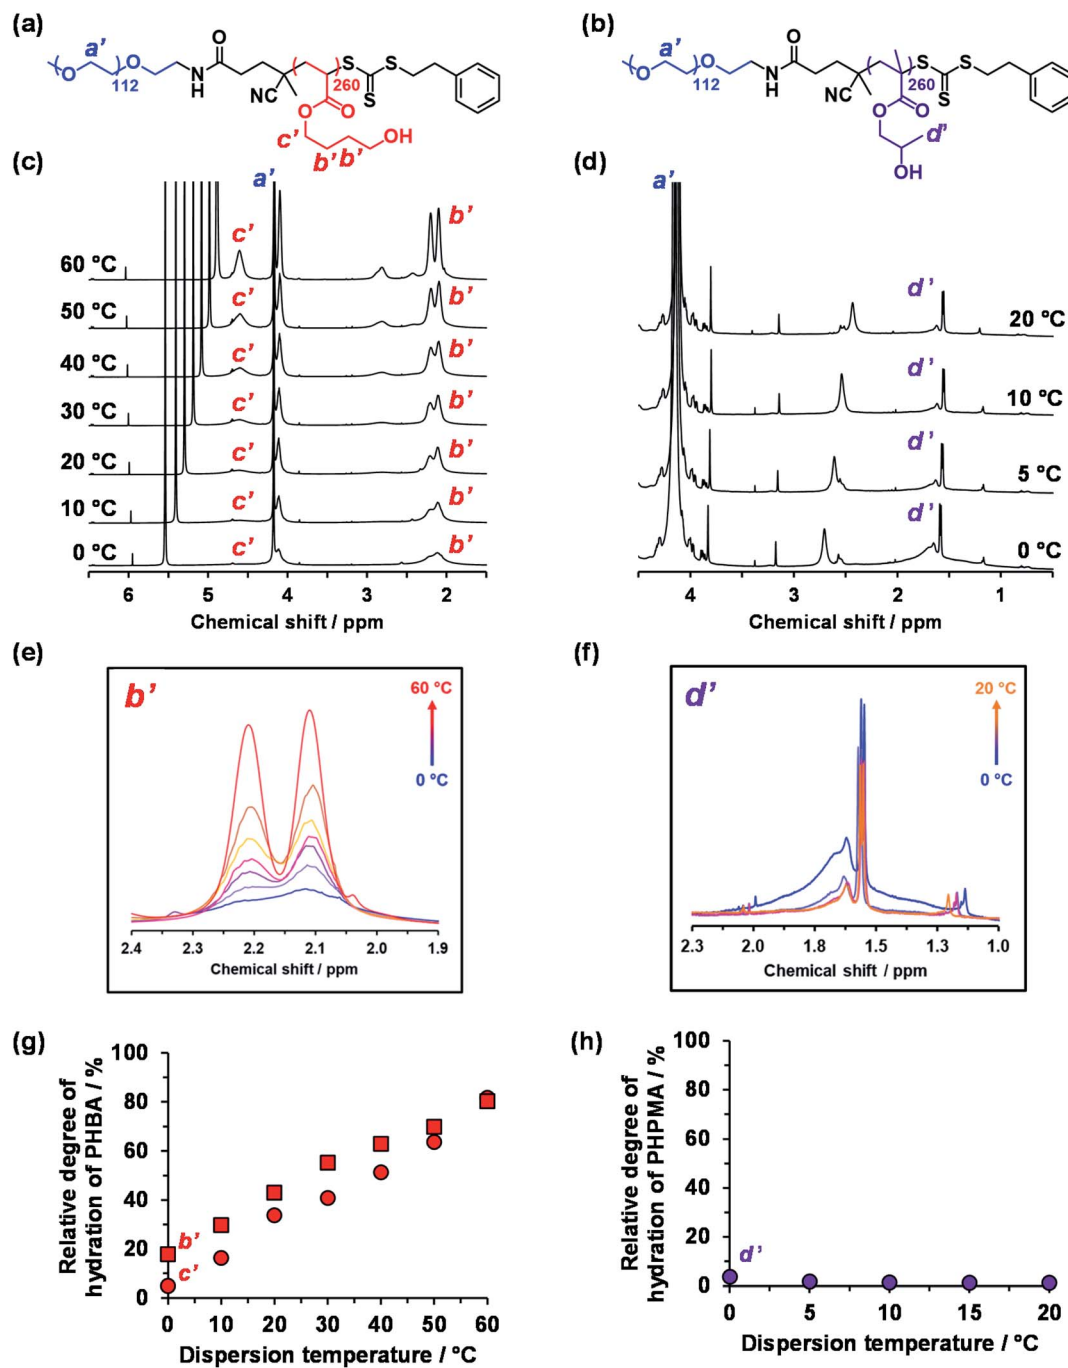 (a)
a’
O
O
112
N
H
O
NC
260
S
S
S
O
O
c’
b’
b’
OH
(b)
a’
O
O
112
N
H
O
NC
260
S
S
S
O
O
d’
OH
(c)
a’
b’
c’
60 °C
c’
b’
50 °C
c’
b’
40 °C
c’
b’
30 °C
c’
b’
20 °C
c’
b’
10 °C
c’
b’
0 °C
6 5 4 3 2
Chemical shift / ppm
(d)
a’
d’
20 °C
d’
10 °C
d’
5 °C
d’
0 °C
4 3 2 1
Chemical shift / ppm
(e)
b’
60 °C
0 °C
2.4 2.3 2.2 2.1 2.0 1.9
Chemical shift / ppm
(f)
d’
20 °C
0 °C
2.3 2.0 1.8 1.5 1.3 1.0
Chemical shift / ppm
(g)
Relative degree of
hydration of PHBA / %
100
80
60
40
20
0
b’
c’
0 10 20 30 40 50 60
Dispersion temperature / °C
(h)
Relative degree of
hydration of PHPMA / %
100
80
60
40
20
0
d’
0 5 10 15 20
Dispersion temperature / °C